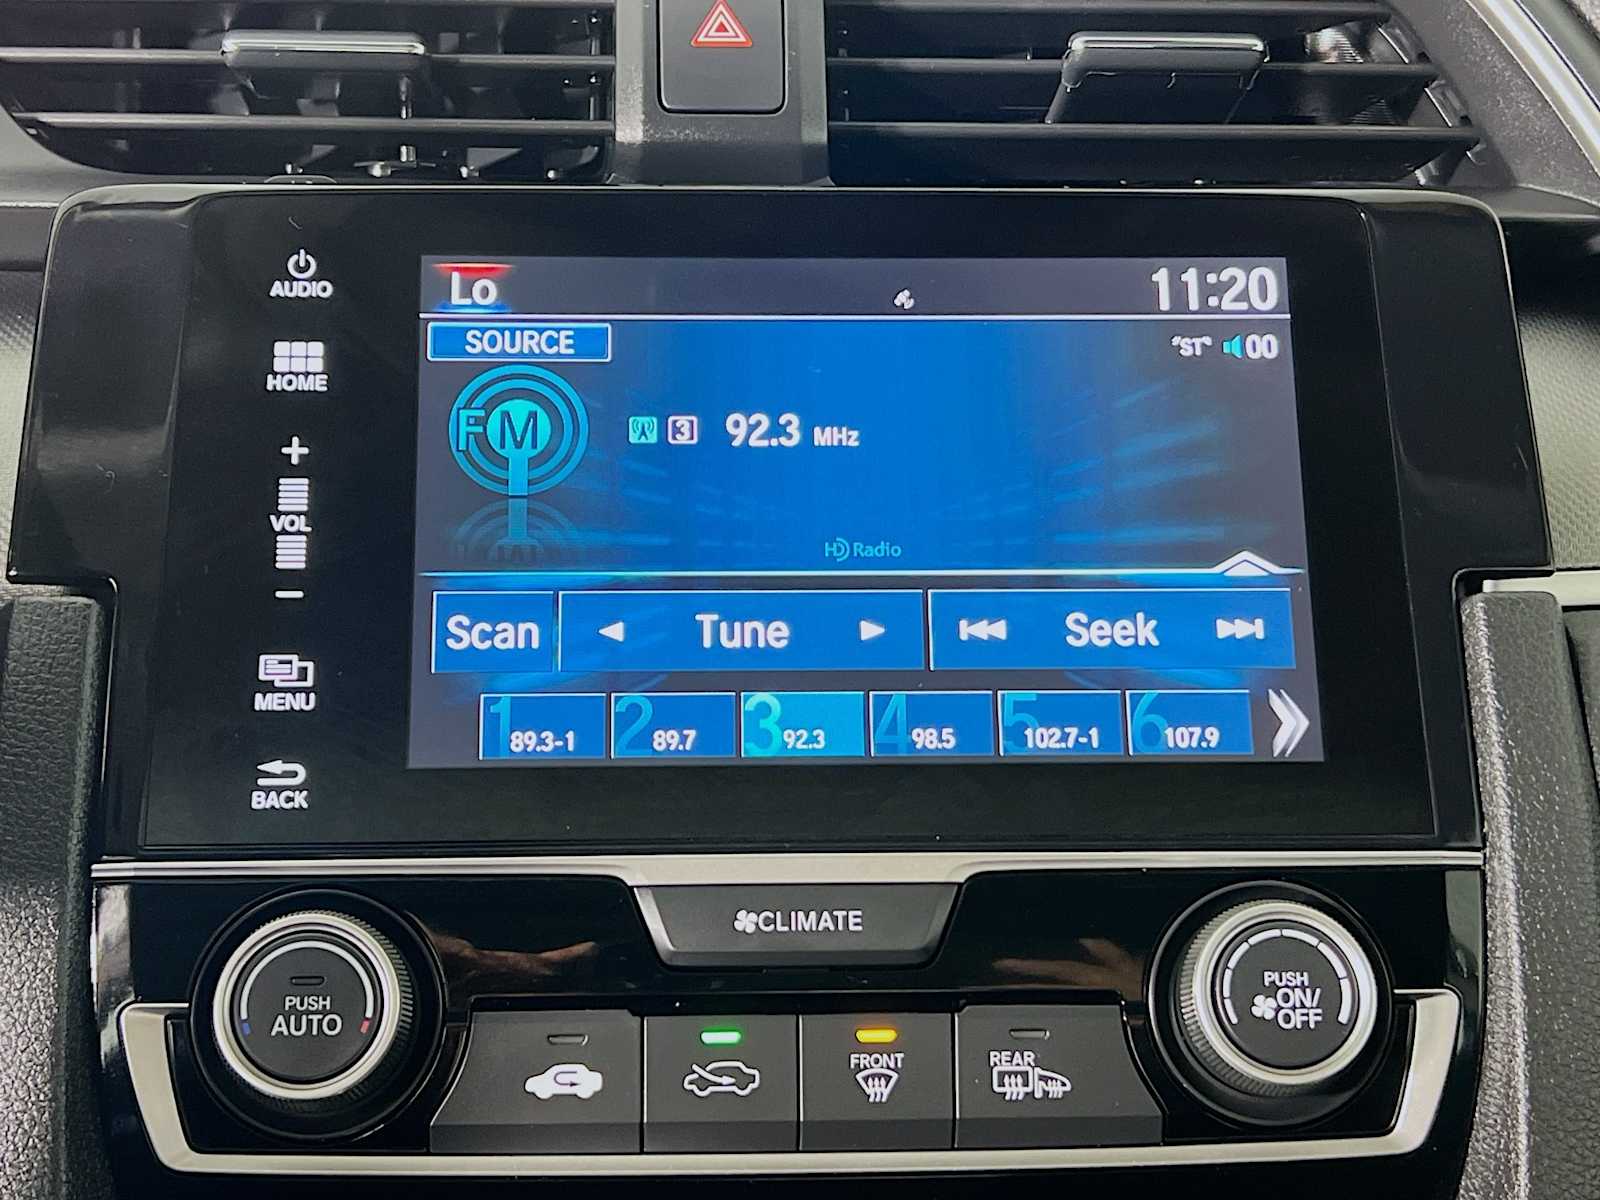 AUDIO
Lo
11:20
SOURCE
"ST" 00
HOME
FM
3 92.3 MHz
+
VOL
−
HD Radio
Scan
Tune
Seek
MENU
1 89.3-1
2 89.7
3 92.3
4 98.5
5 102.7-1
6 107.9
BACK
CLIMATE
PUSH
AUTO
PUSH
ON/
OFF
FRONT
REAR